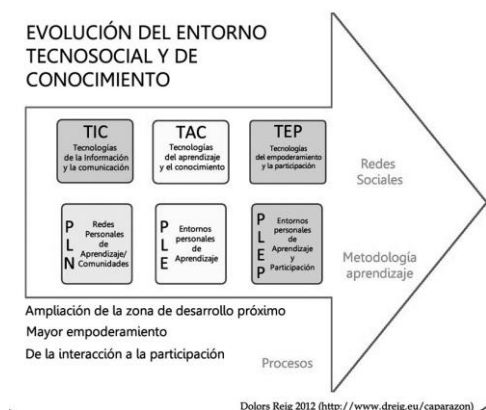 EVOLUCIÓN DEL ENTORNO
TECNOSOCIAL Y DE
CONOCIMIENTO
TIC
Tecnologías
de la Información
y la comunicación
TAC
Tecnologías
del aprendizaje
y el conocimiento
TEP
Tecnologías
del empoderamiento
y la participación
Redes
Sociales
PLN
Redes
Personales
de
Aprendizaje/
Comunidades
PLE
Entornos
personales
de
Aprendizaje
PLEP
Entornos
personales
de
Aprendizaje
y
Participación
Metodología
aprendizaje
Ampliación de la zona de desarrollo próximo
Mayor empoderamiento
De la interacción a la participación
Procesos
Dolors Reig 2012 (http://www.dreig.eu/caparazon)